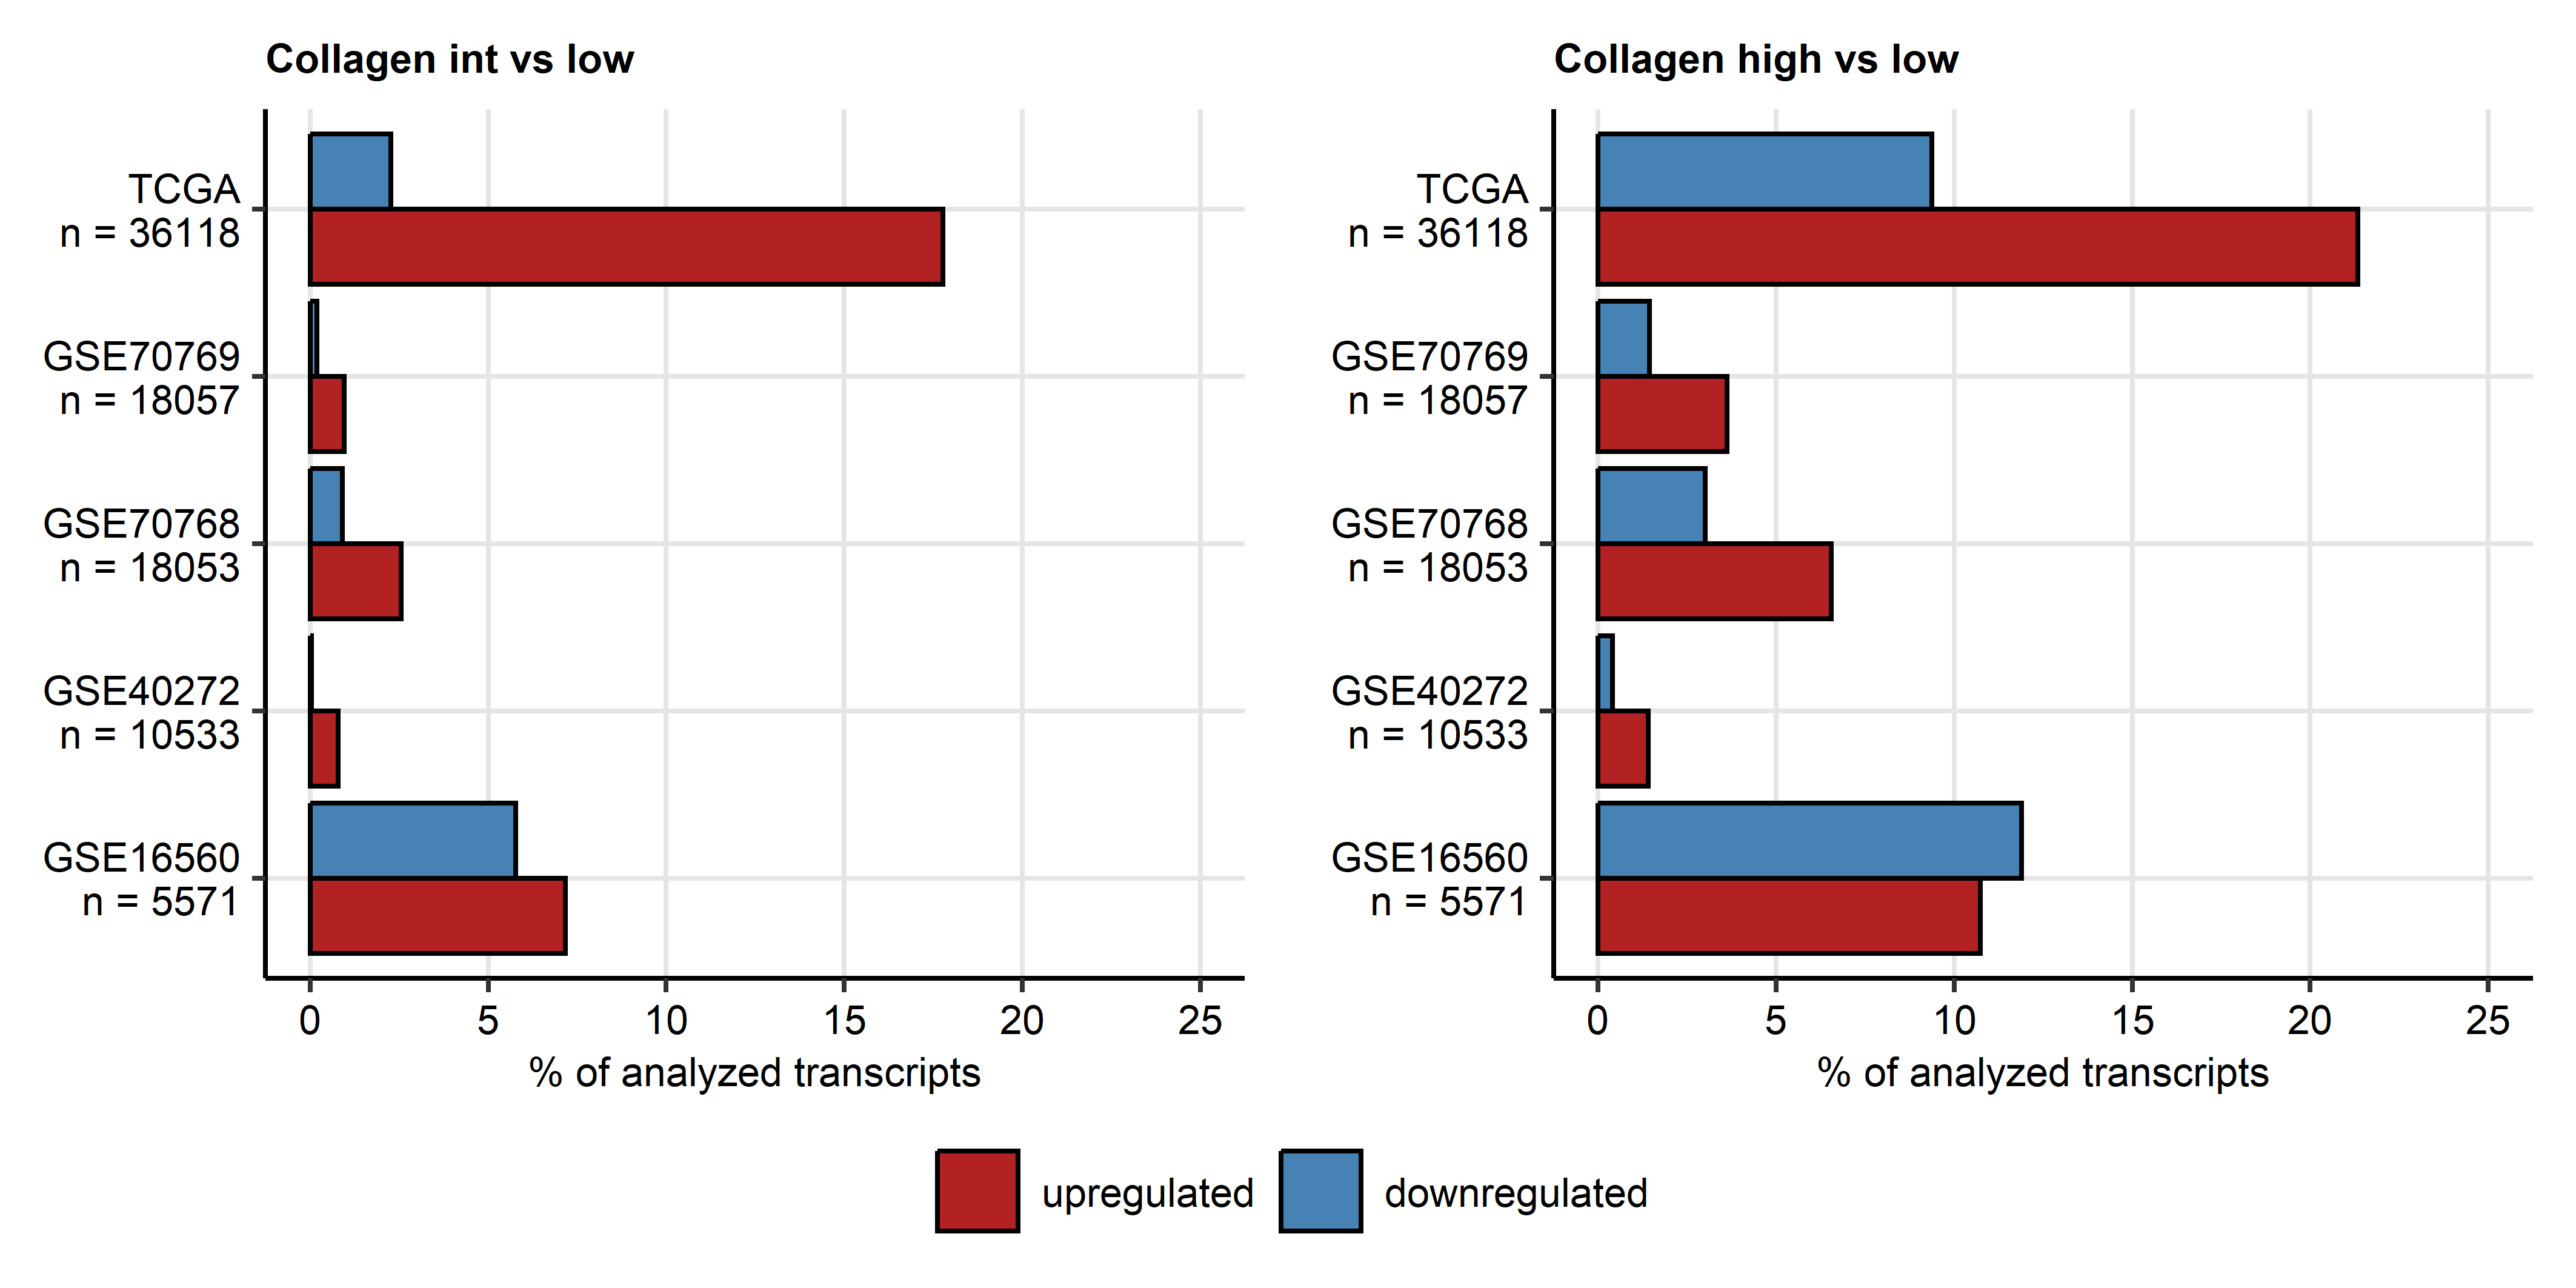 Collagen int vs low
TCGA
n = 36118
GSE70769
n = 18057
GSE70768
n = 18053
GSE40272
n = 10533
GSE16560
n = 5571
0 5 10 15 20 25
% of analyzed transcripts
Collagen high vs low
TCGA
n = 36118
GSE70769
n = 18057
GSE70768
n = 18053
GSE40272
n = 10533
GSE16560
n = 5571
0 5 10 15 20 25
% of analyzed transcripts
upregulated downregulated